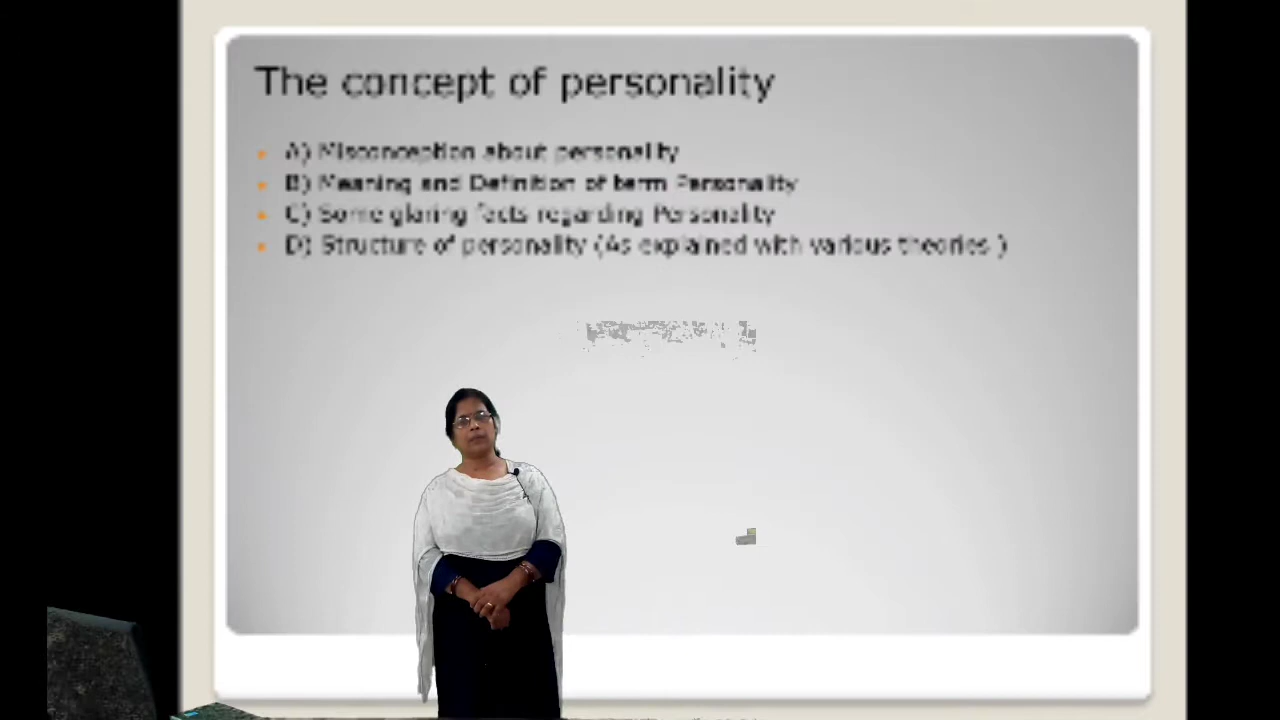 The concept of personality
A) Misconception about personality
B) Meaning and Definition of term Personality
C) Some glaring facts regarding Personality
D) Structure of personality (As explained with various theories )